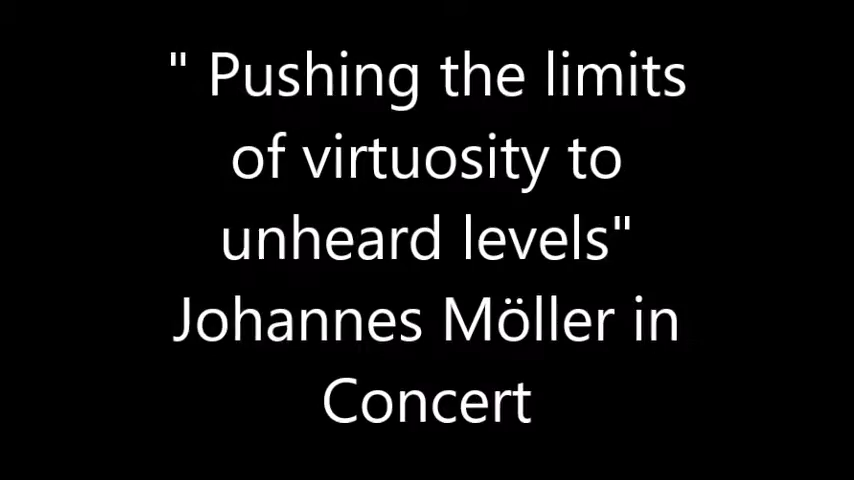 " Pushing the limits
of virtuosity to
unheard levels"
Johannes Möller in
Concert